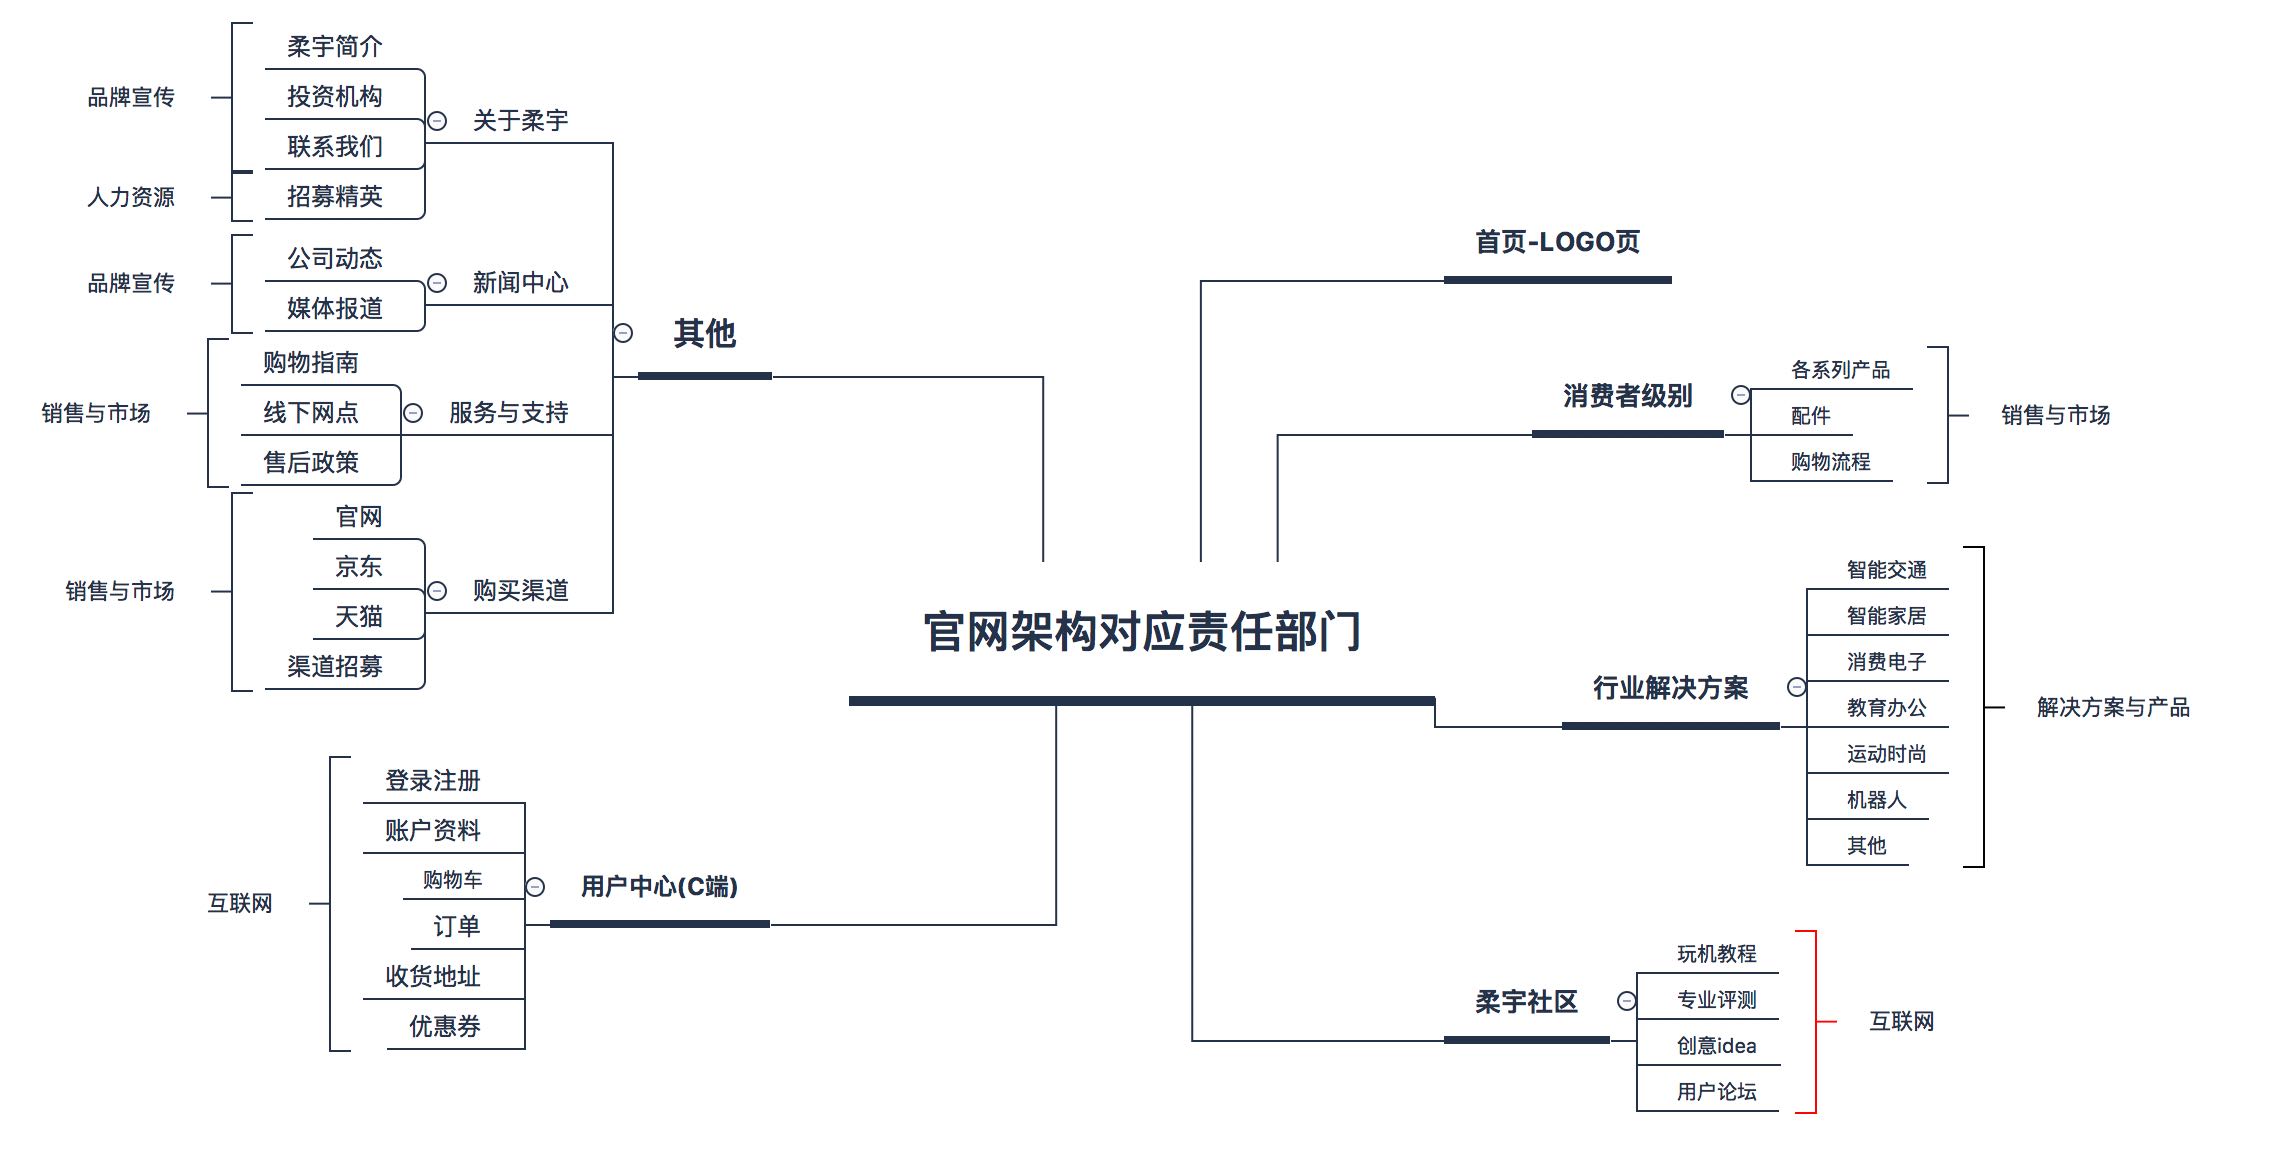 官网架构对应责任部门
首页-LOGO页
消费者级别
各系列产品
配件
购物流程
销售与市场
行业解决方案
智能交通
智能家居
消费电子
教育办公
运动时尚
机器人
其他
解决方案与产品
柔宇社区
玩机教程
专业评测
创意idea
用户论坛
互联网
用户中心(C端)
登录注册
账户资料
购物车
订单
收货地址
优惠券
互联网
其他
关于柔宇
柔宇简介
投资机构
联系我们
品牌宣传
招募精英
人力资源
新闻中心
公司动态
媒体报道
品牌宣传
服务与支持
购物指南
线下网点
售后政策
销售与市场
购买渠道
官网
京东
天猫
渠道招募
销售与市场